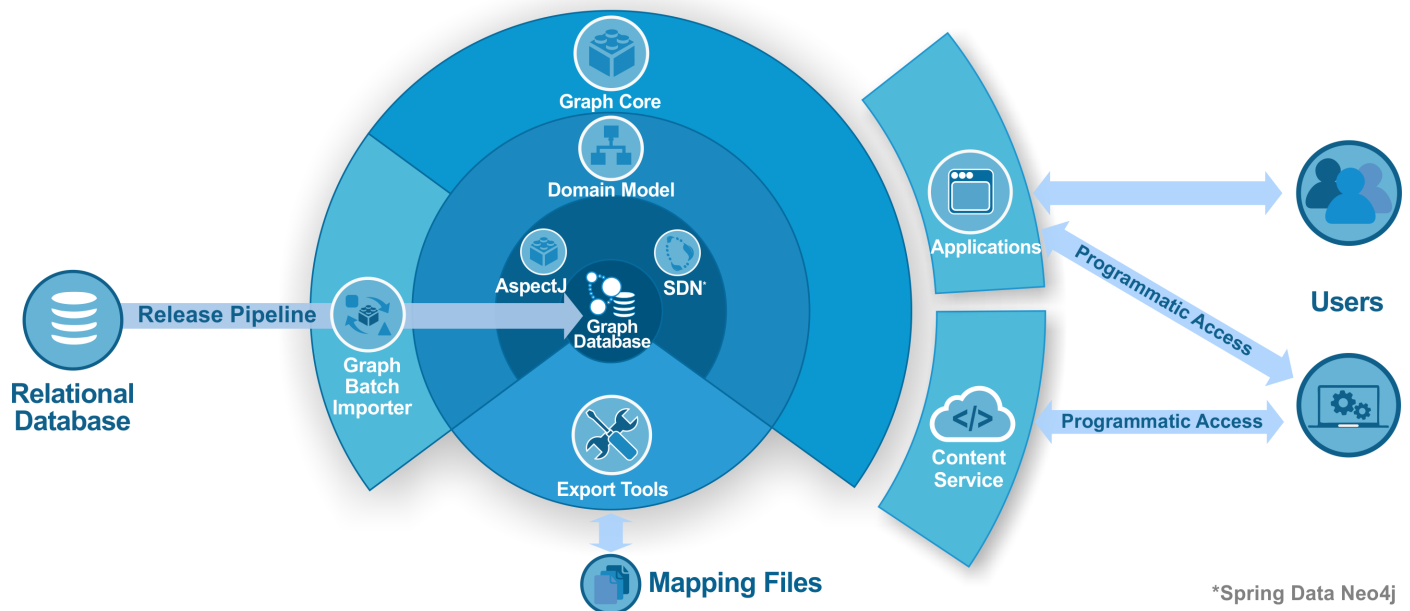 Graph Core
Domain Model
AspectJ
SDN*
Graph
Database
Release Pipeline
Graph
Batch
Importer
Relational
Database
Export Tools
Mapping Files
Applications
Programmatic Access
Users
Programmatic Access
Content
Service
</>
*Spring Data Neo4j